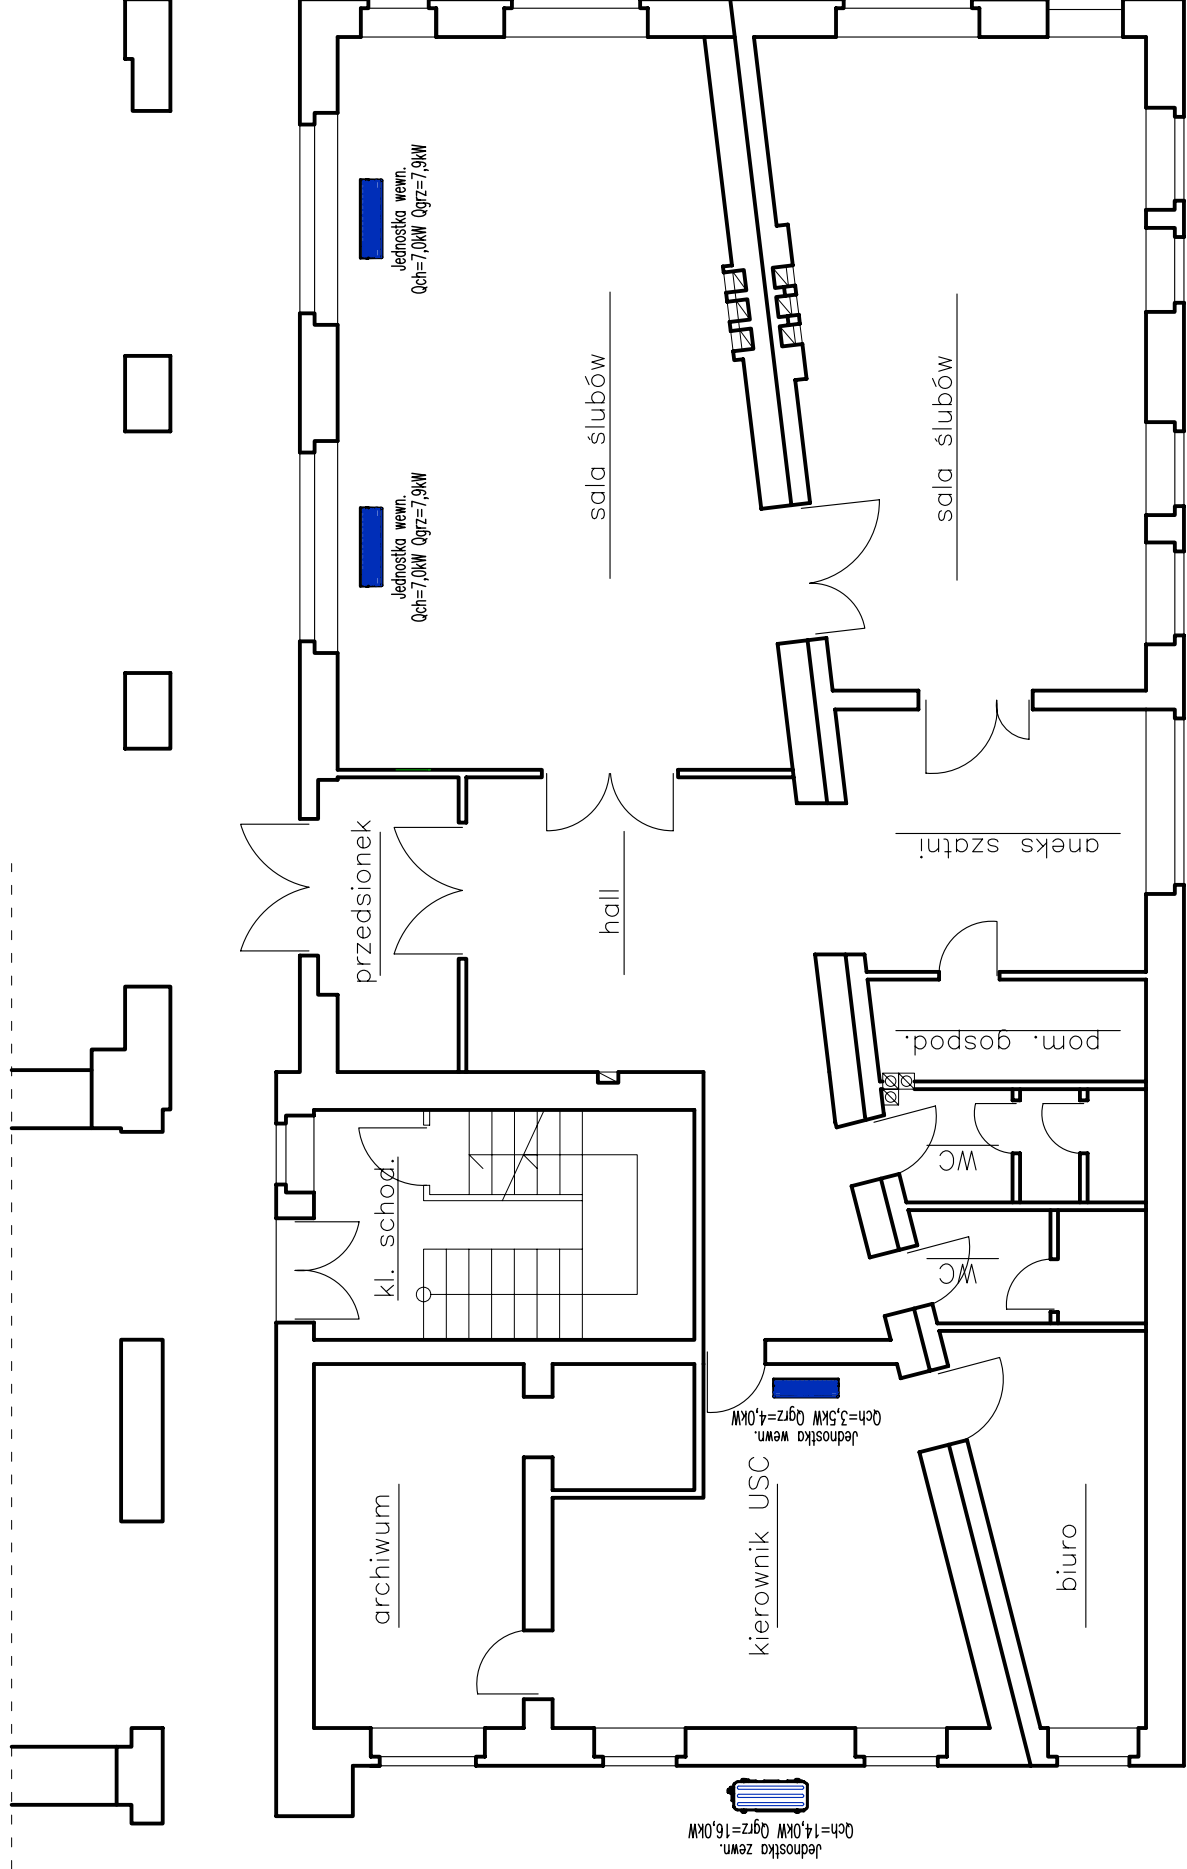 Jednostka wewn.
Qch=7,0kW Qgrz=7,9kW
Jednostka wewn.
Qch=7,0kW Qgrz=7,9kW
sala ślubów
sala ślubów
przedsionek
hall
aneks szatni
pom. gospod.
WC
WC
kl. schod.
Jednostka wewn.
Qch=3,5kW Qgrz=4,0kW
archiwum
kierownik USC
biuro
Jednostka zewn.
Qch=14,0kW Qgrz=16,0kW